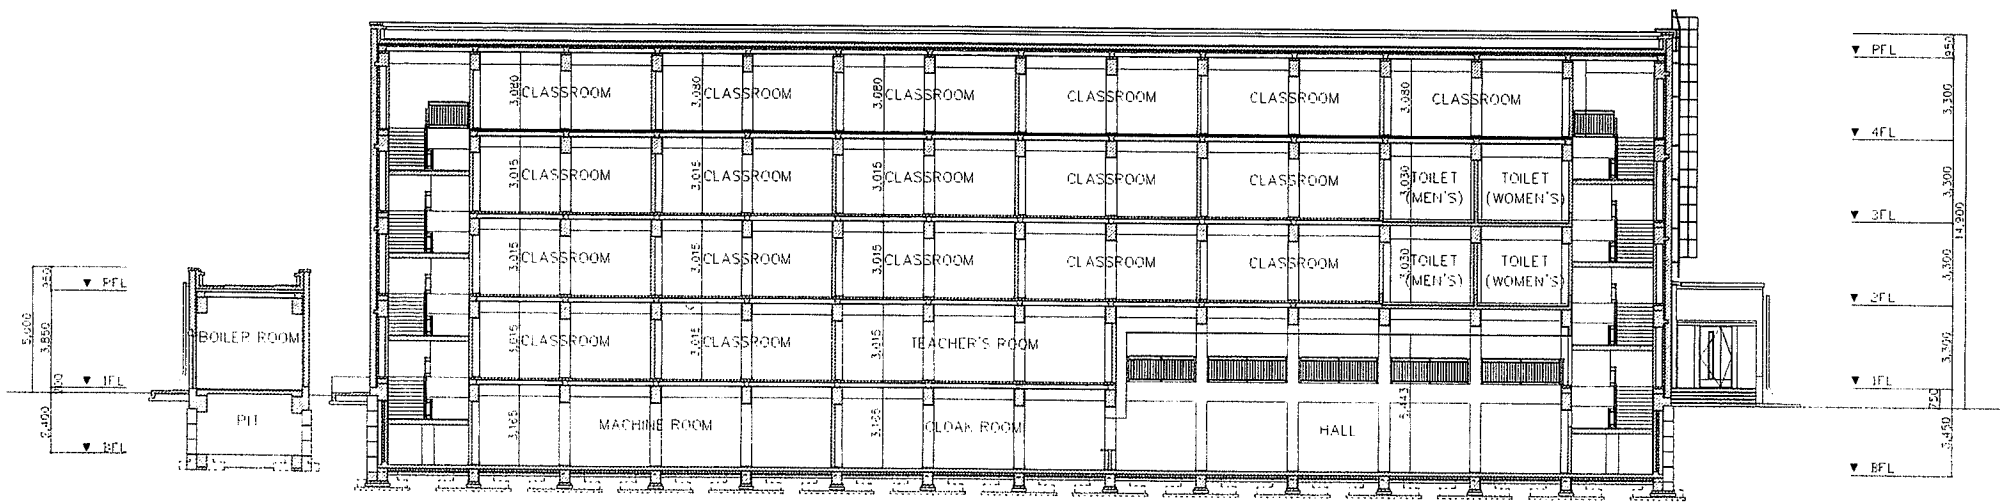 PFL
950
3,080 CLASSROOM 3,080 CLASSROOM 3,080 CLASSROOM CLASSROOM CLASSROOM 3,080 CLASSROOM
3,300
4FL
3,015 CLASSROOM 3,015 CLASSROOM 3,015 CLASSROOM CLASSROOM CLASSROOM 3,030 TOILET (MEN'S) TOILET (WOMEN'S)
3,300
3FL
14,900
3,015 CLASSROOM 3,015 CLASSROOM 3,015 CLASSROOM CLASSROOM CLASSROOM 3,030 TOILET (MEN'S) TOILET (WOMEN'S)
3,300
2FL
3,015 CLASSROOM 3,015 CLASSROOM 3,015 TEACHER'S ROOM
3,300
1FL
750
3,165 MACHINE ROOM 3,165 CLOAK ROOM HALL
3,450
BFL
950
PFL
3,850
BOILER ROOM
1FL
2,400
PIT
BFL